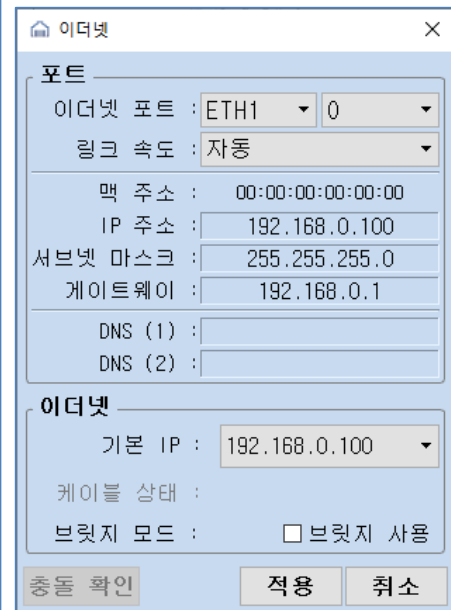 이더넷
포트
이더넷 포트 : ETH1 0
링크 속도 : 자동
맥 주소 : 00:00:00:00:00:00
IP 주소 : 192.168.0.100
서브넷 마스크 : 255.255.255.0
게이트웨이 : 192.168.0.1
DNS (1) :
DNS (2) :
이더넷
기본 IP : 192.168.0.100
케이블 상태 :
브릿지 모드 : 브릿지 사용
충돌 확인 적용 취소